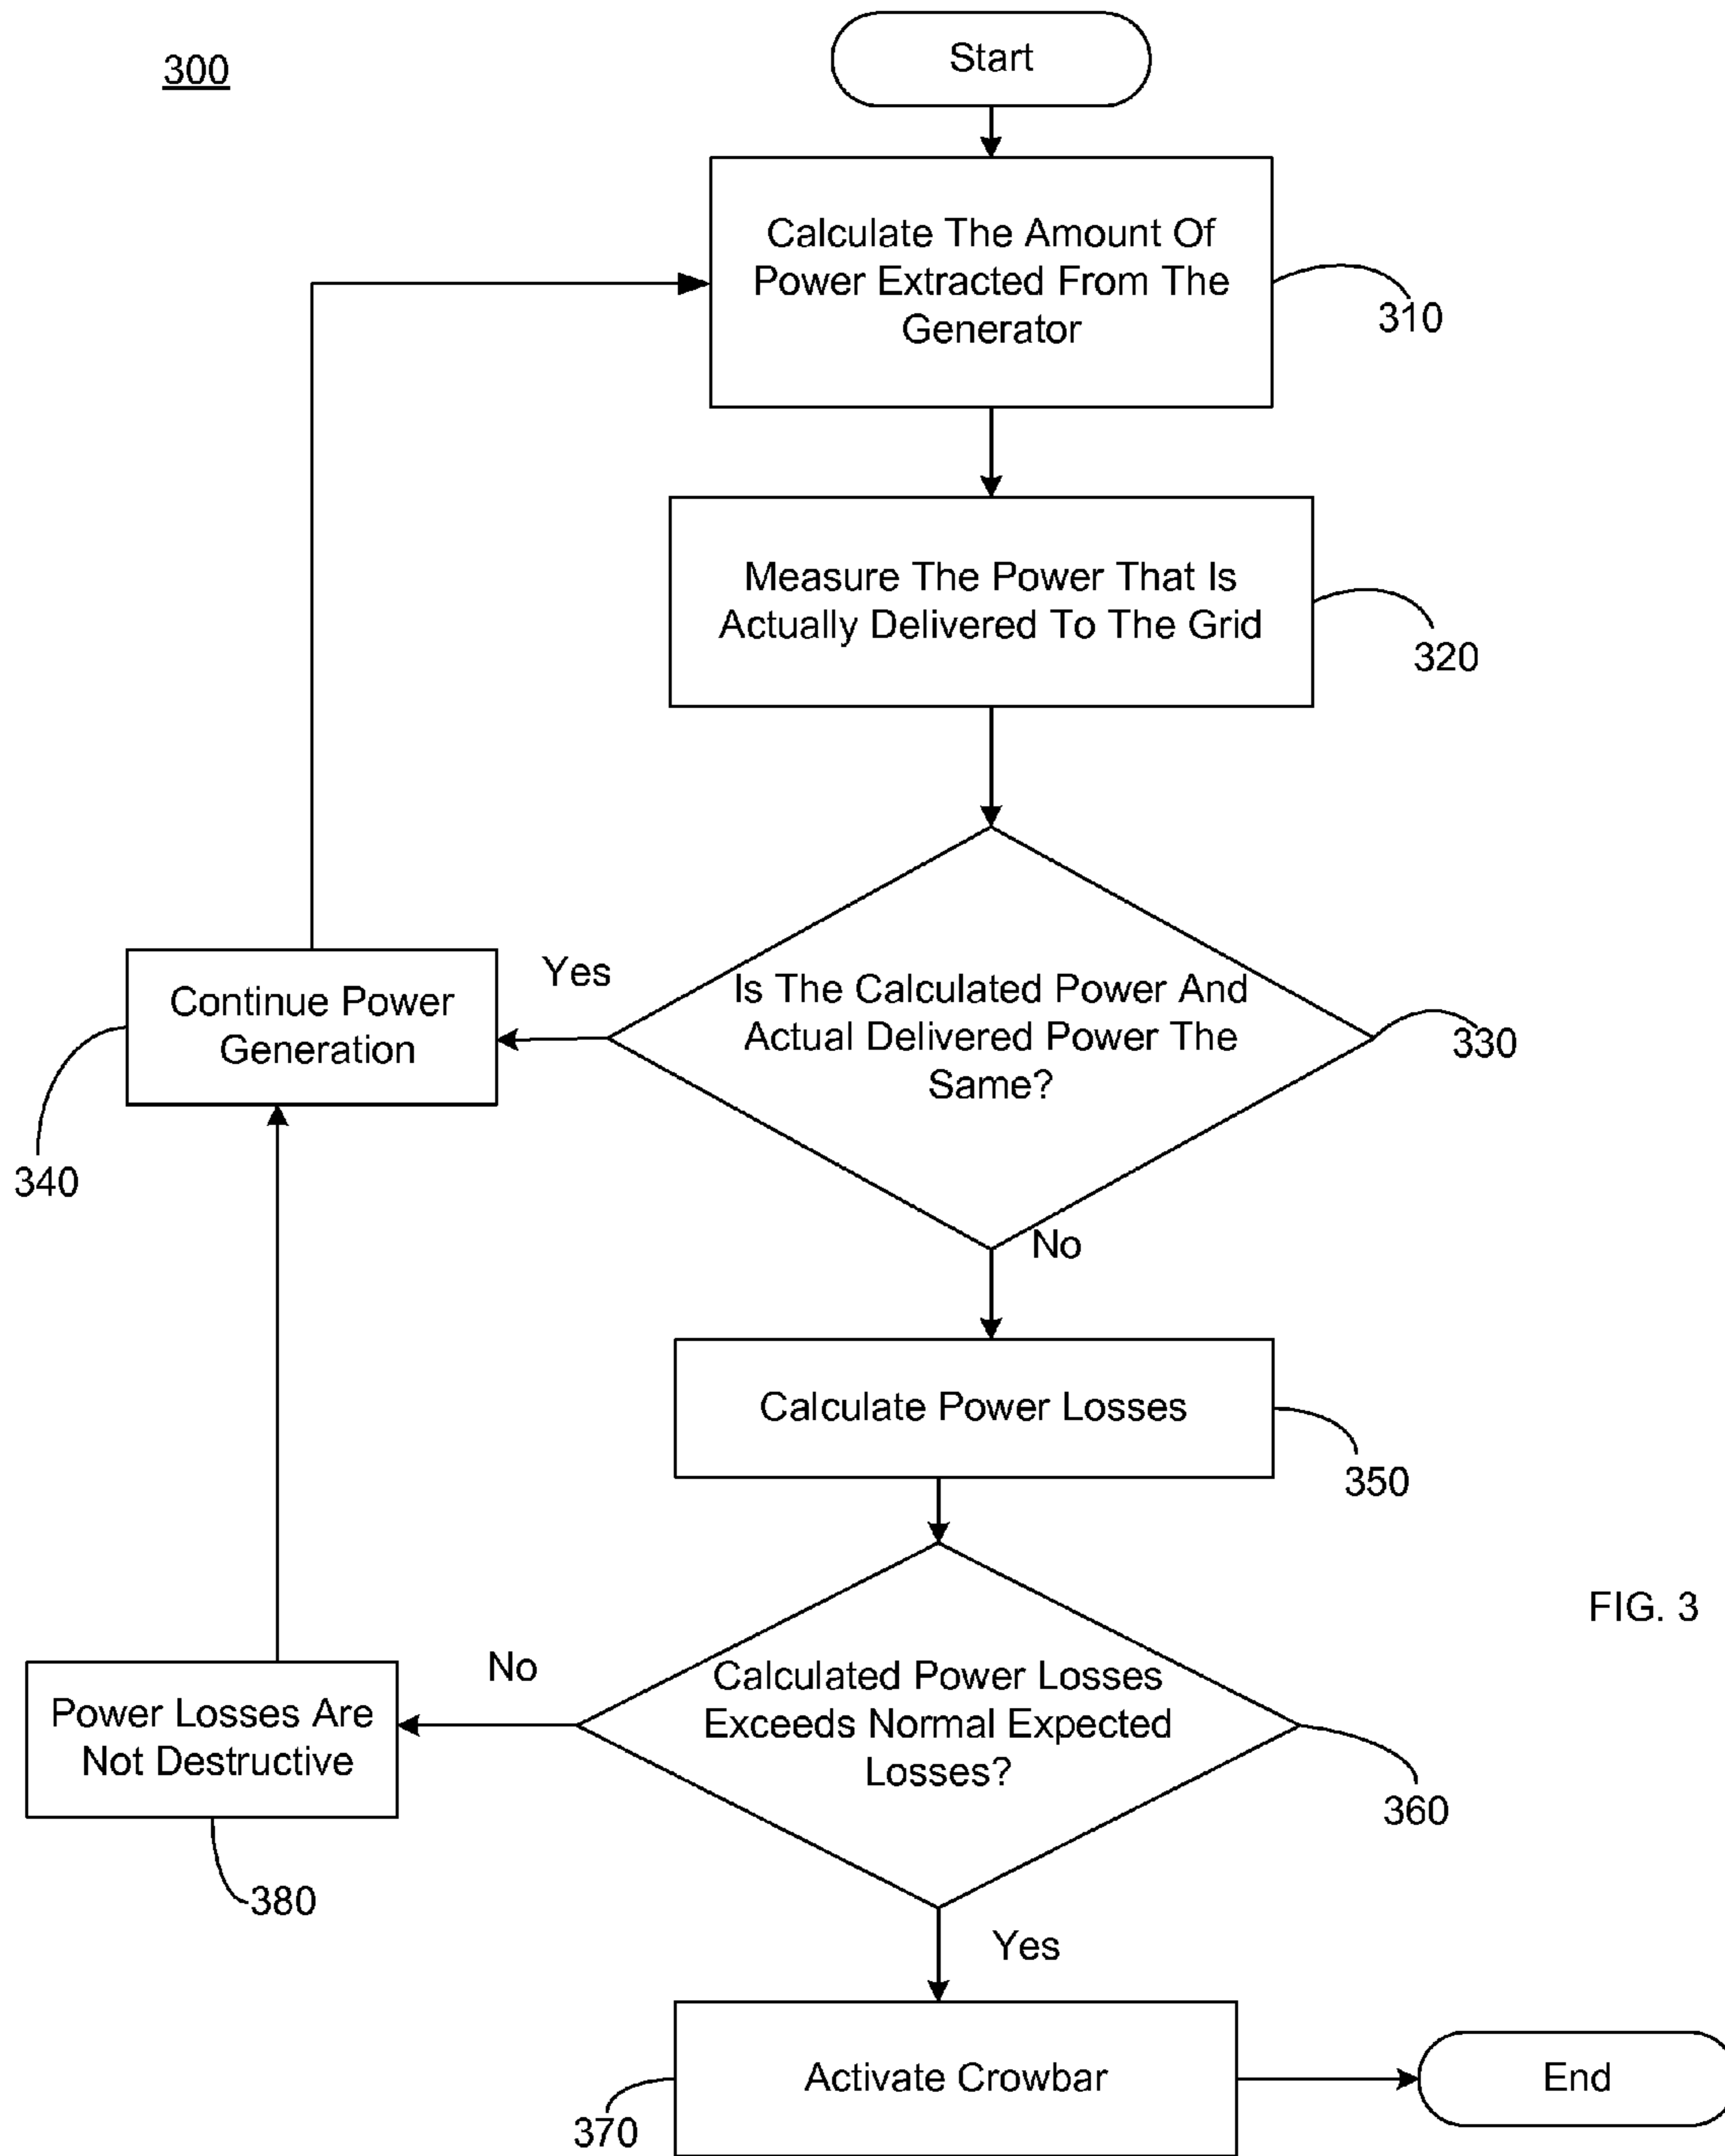 300
Start
Calculate The Amount Of
Power Extracted From The
Generator
310
Measure The Power That Is
Actually Delivered To The Grid
320
Is The Calculated Power And
Actual Delivered Power The
Same?
330
Yes
Continue Power
Generation
340
No
Calculate Power Losses
350
Calculated Power Losses
Exceeds Normal Expected
Losses?
360
No
Power Losses Are
Not Destructive
380
Yes
Activate Crowbar
370
End
FIG. 3